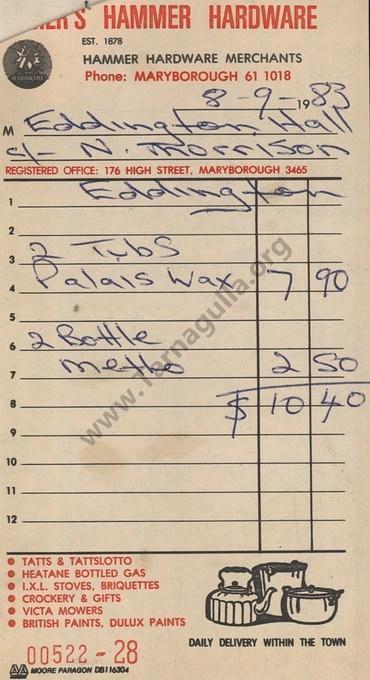 HAMMER HARDWARE
EST. 1878
HAMMER HARDWARE MERCHANTS
Phone: MARYBOROUGH 61 1018
8-9-1983
M Eddington Hall
c/- N. Morrison
REGISTERED OFFICE: 176 HIGH STREET, MARYBOROUGH 3465
1 Eddington
2
3 2 Tubs
4 Palais Wax 7 90
5
6 2 Bottle
7 Metho 2 50
8 $ 10 40
9
10
11
12
TATTS & TATTSLOTTO
HEATANE BOTTLED GAS
I.X.L. STOVES, BRIQUETTES
CROCKERY & GIFTS
VICTA MOWERS
BRITISH PAINTS, DULUX PAINTS
DAILY DELIVERY WITHIN THE TOWN
00522 - 28
MOORE PARAGON DB116304
www.Tarnagulla.org